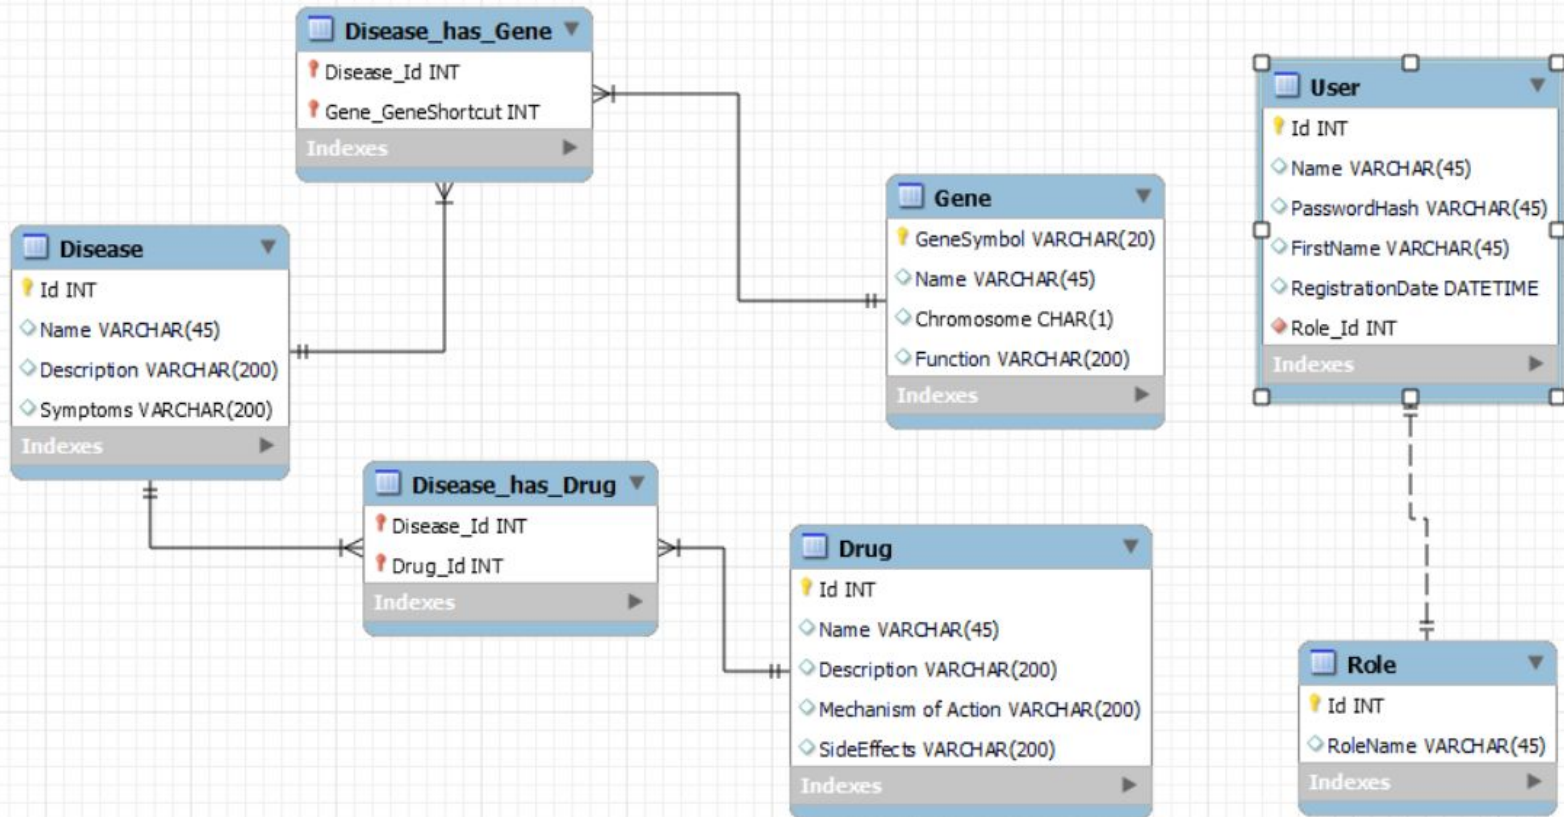 Disease_has_Gene
Disease_Id INT
Gene_GeneShortcut INT
Indexes
Disease
Id INT
Name VARCHAR(45)
Description VARCHAR(200)
Symptoms VARCHAR(200)
Indexes
Disease_has_Drug
Disease_Id INT
Drug_Id INT
Indexes
Gene
GeneSymbol VARCHAR(20)
Name VARCHAR(45)
Chromosome CHAR(1)
Function VARCHAR(200)
Indexes
Drug
Id INT
Name VARCHAR(45)
Description VARCHAR(200)
Mechanism of Action VARCHAR(200)
SideEffects VARCHAR(200)
Indexes
User
Id INT
Name VARCHAR(45)
PasswordHash VARCHAR(45)
FirstName VARCHAR(45)
RegistrationDate DATETIME
Role_Id INT
Indexes
Role
Id INT
RoleName VARCHAR(45)
Indexes